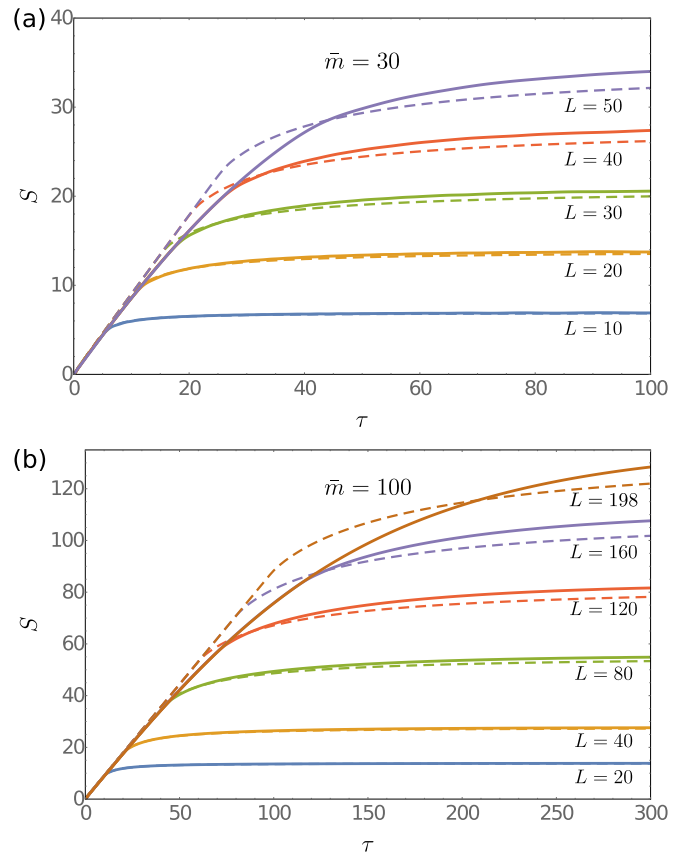 (a)
m̄ = 30
40
30
20
10
0
S
L = 50
L = 40
L = 30
L = 20
L = 10
0 20 40 60 80 100
τ
(b)
m̄ = 100
120
100
80
60
40
20
0
S
L = 198
L = 160
L = 120
L = 80
L = 40
L = 20
0 50 100 150 200 250 300
τ